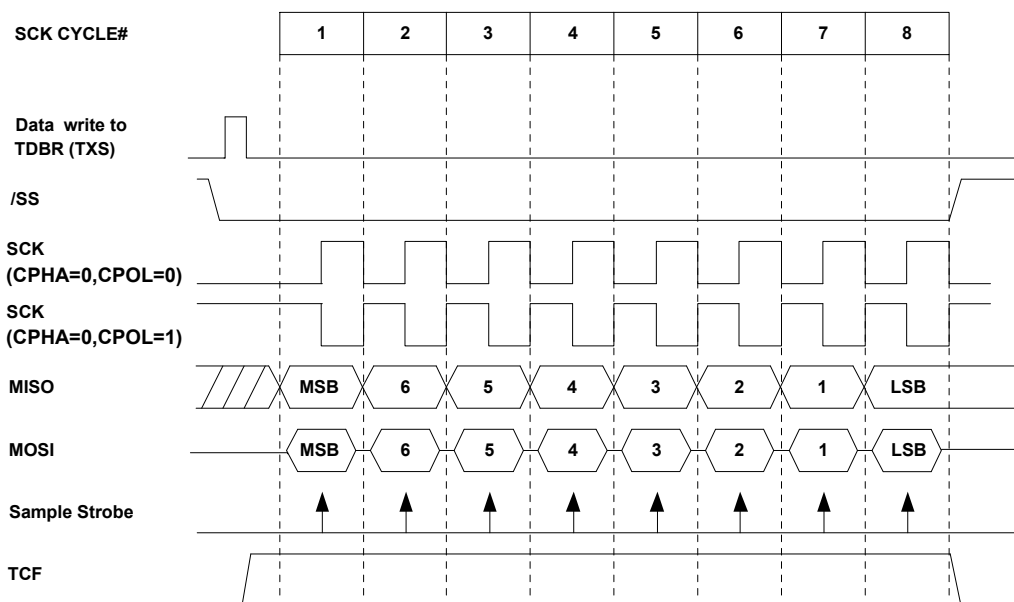 SCK CYCLE# 1 2 3 4 5 6 7 8
Data write to
TDBR (TXS)
/SS
SCK
(CPHA=0,CPOL=0)
SCK
(CPHA=0,CPOL=1)
MISO MSB 6 5 4 3 2 1 LSB
MOSI MSB 6 5 4 3 2 1 LSB
Sample Strobe
TCF